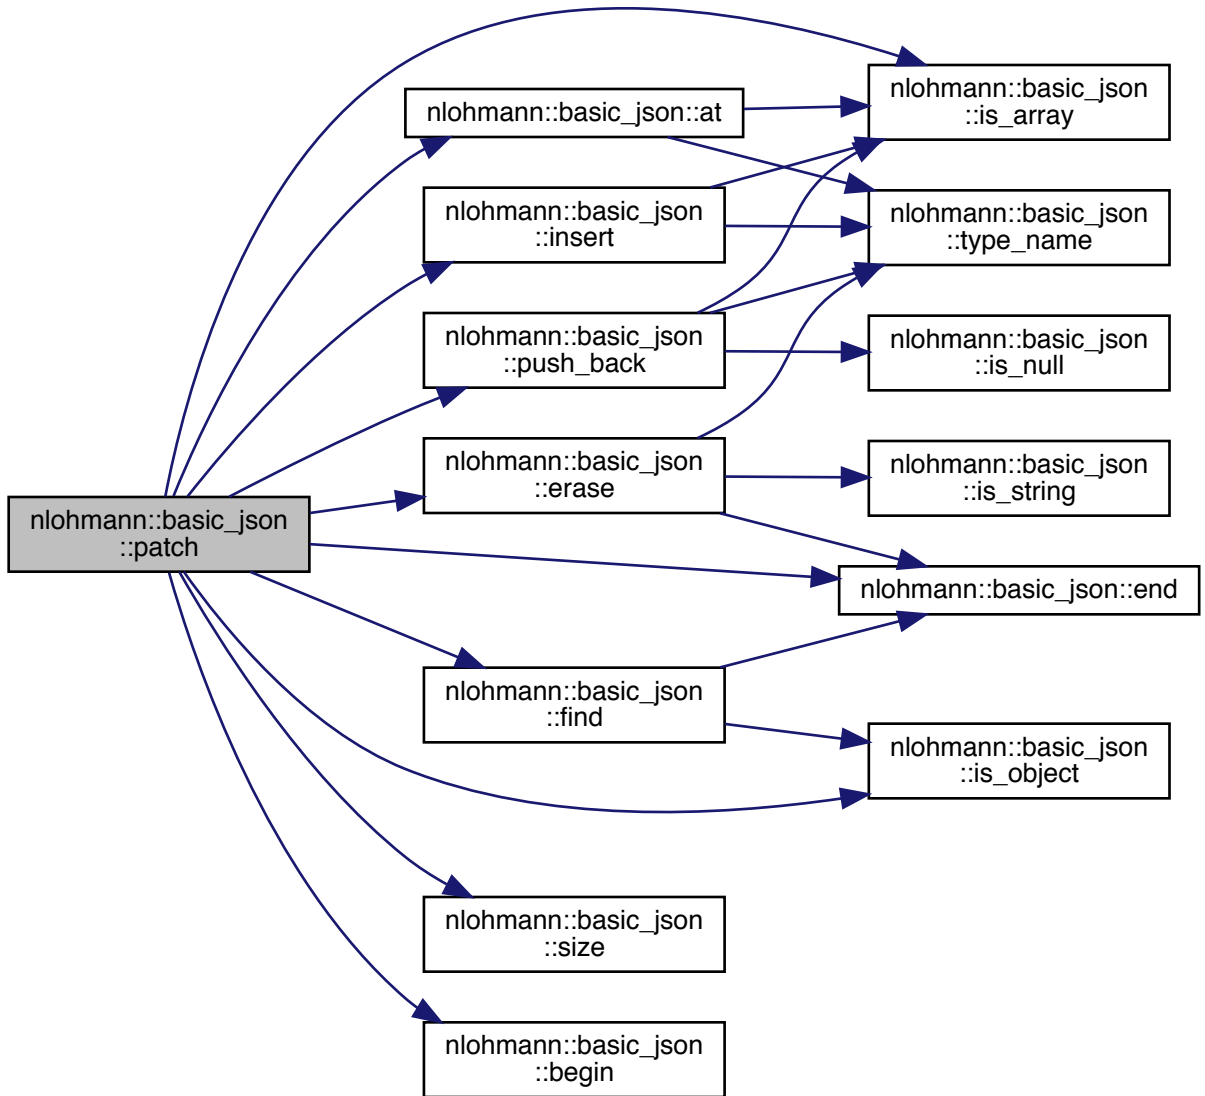 nlohmann::basic_json
::is_array
nlohmann::basic_json::at
nlohmann::basic_json
::insert
nlohmann::basic_json
::type_name
nlohmann::basic_json
::push_back
nlohmann::basic_json
::is_null
nlohmann::basic_json
::erase
nlohmann::basic_json
::is_string
nlohmann::basic_json
::patch
nlohmann::basic_json::end
nlohmann::basic_json
::find
nlohmann::basic_json
::is_object
nlohmann::basic_json
::size
nlohmann::basic_json
::begin